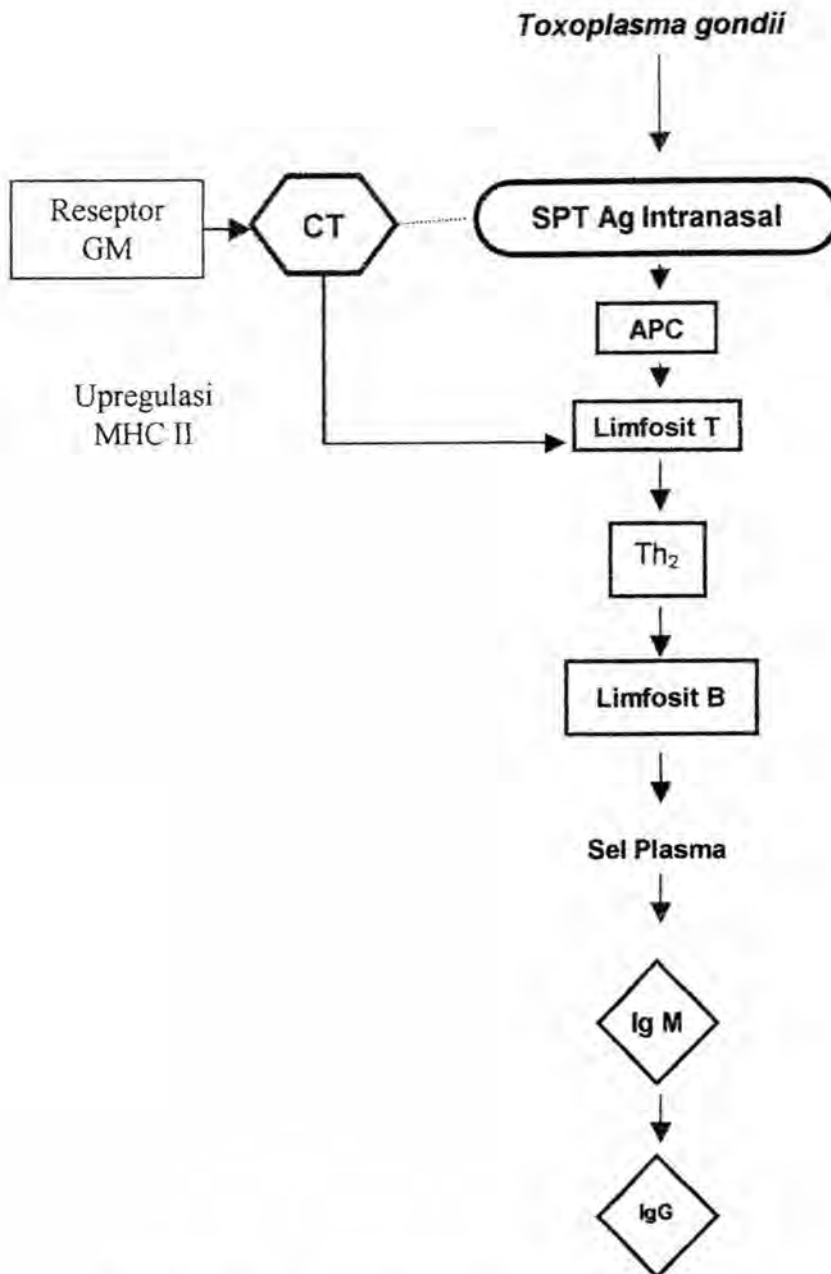 Toxoplasma gondii
Reseptor
GM
CT
SPT Ag Intranasal
APC
Upregulasi
MHC II
Limfosit T
Th₂
Limfosit B
Sel Plasma
Ig M
IgG